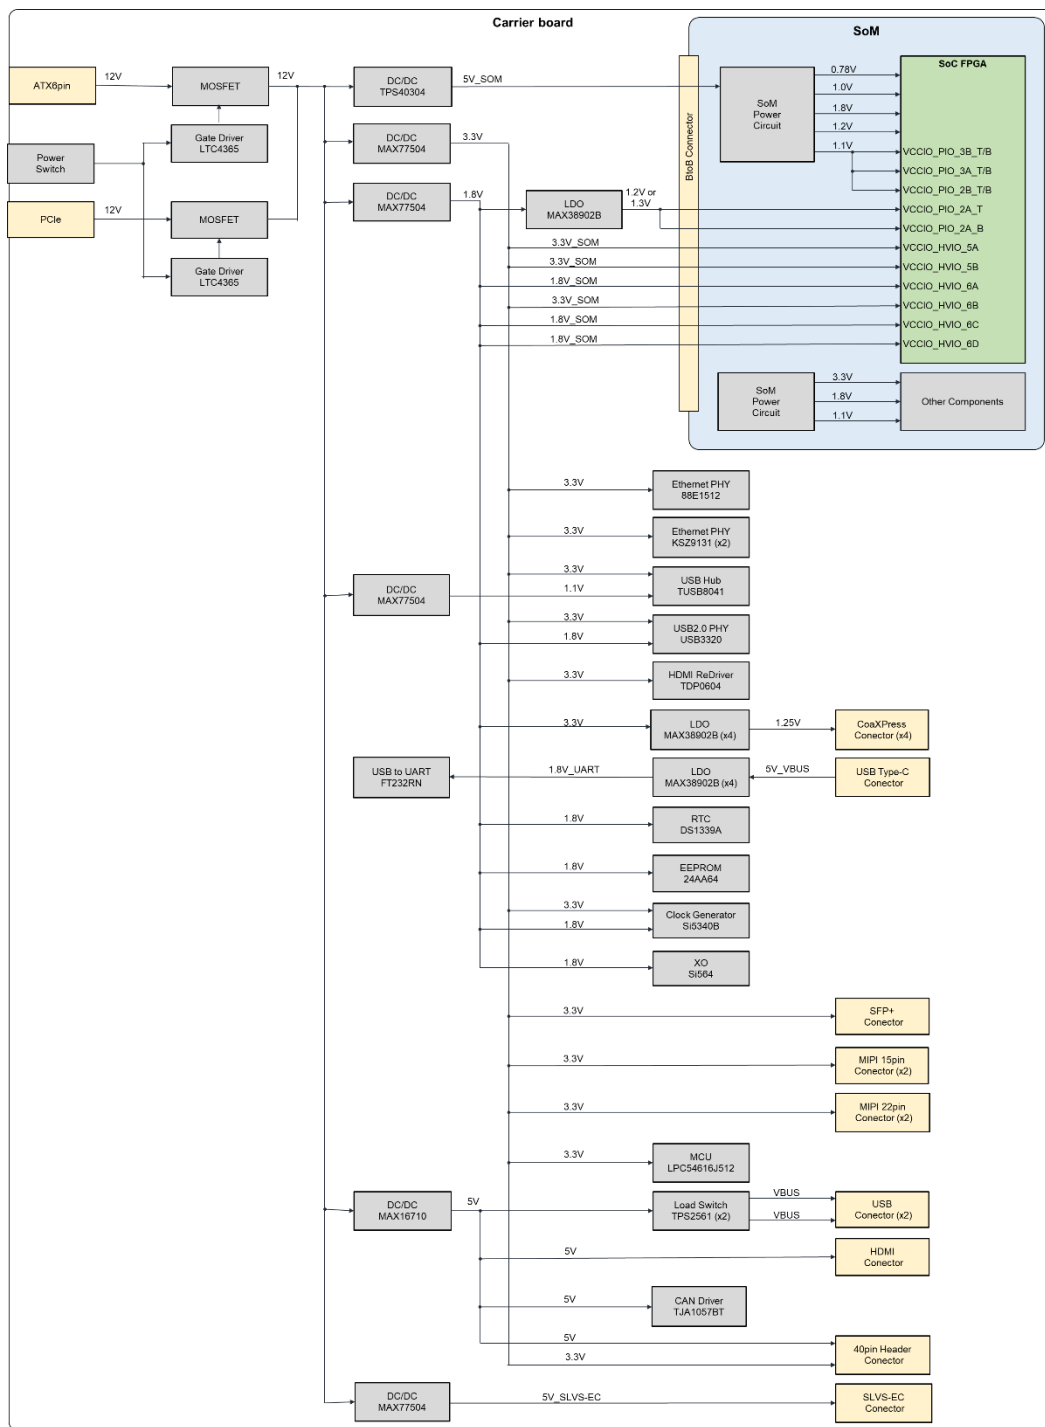 Carrier board
SoM
ATX6pin
12V
MOSFET
12V
DC/DC
TPS40304
5V_SOM
BtoB Connector
SoM
Power
Circuit
0.78V
1.0V
1.8V
1.2V
1.1V
SoC FPGA
VCCIO_PIO_3B_T/B
VCCIO_PIO_3A_T/B
VCCIO_PIO_2B_T/B
VCCIO_PIO_2A_T
VCCIO_PIO_2A_B
VCCIO_HVIO_5A
VCCIO_HVIO_5B
VCCIO_HVIO_6A
VCCIO_HVIO_6B
VCCIO_HVIO_6C
VCCIO_HVIO_6D
Power
Switch
Gate Driver
LTC4365
DC/DC
MAX77504
3.3V
DC/DC
MAX77504
1.8V
LDO
MAX38902B
1.2V or
1.3V
PCIe
12V
MOSFET
Gate Driver
LTC4365
3.3V_SOM
3.3V_SOM
1.8V_SOM
3.3V_SOM
1.8V_SOM
1.8V_SOM
SoM
Power
Circuit
3.3V
1.8V
1.1V
Other Components
3.3V
Ethernet PHY
88E1512
3.3V
Ethernet PHY
KSZ9131 (x2)
DC/DC
MAX77504
3.3V
1.1V
USB Hub
TUSB8041
3.3V
1.8V
USB2.0 PHY
USB3320
3.3V
HDMI ReDriver
TDP0604
3.3V
LDO
MAX38902B (x4)
1.25V
CoaXPress
Conector (x4)
USB to UART
FT232RN
1.8V_UART
LDO
MAX38902B (x4)
5V_VBUS
USB Type-C
Conector
1.8V
RTC
DS1339A
1.8V
EEPROM
24AA64
3.3V
1.8V
Clock Generator
Si5340B
1.8V
XO
Si564
3.3V
SFP+
Conector
3.3V
MIPI 15pin
Conector (x2)
3.3V
MIPI 22pin
Conector (x2)
3.3V
MCU
LPC54616J512
DC/DC
MAX16710
5V
Load Switch
TPS2561 (x2)
VBUS
VBUS
USB
Conector (x2)
5V
HDMI
Conector
5V
CAN Driver
TJA1057BT
5V
3.3V
40pin Header
Conector
DC/DC
MAX77504
5V_SLVS-EC
SLVS-EC
Conector